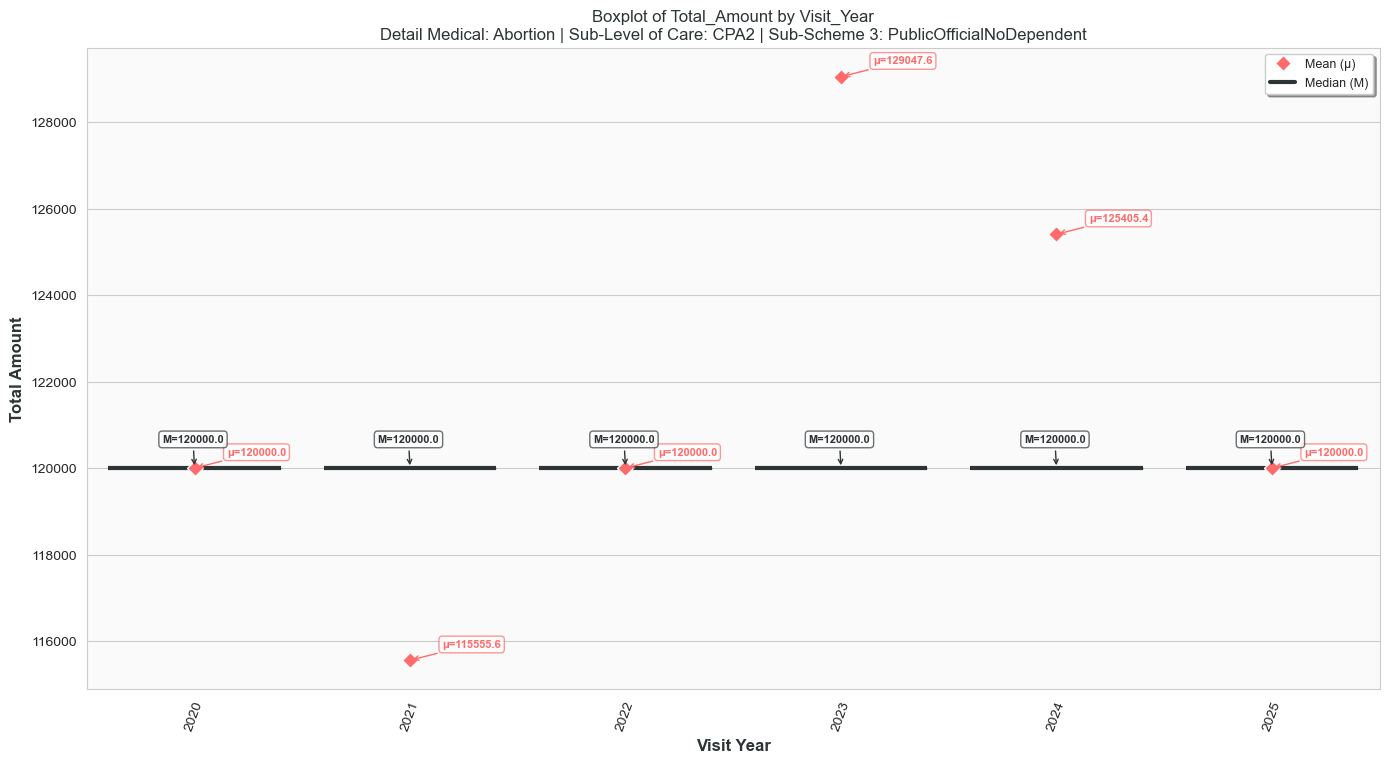 Boxplot of Total_Amount by Visit_Year
Detail Medical: Abortion | Sub-Level of Care: CPA2 | Sub-Scheme 3: PublicOfficialNoDependent
Mean (μ)
Median (M)
Total Amount
128000
126000
124000
122000
120000
118000
116000
μ=129047.6
μ=125405.4
M=120000.0
μ=120000.0
M=120000.0
M=120000.0
μ=120000.0
M=120000.0
M=120000.0
M=120000.0
μ=120000.0
μ=115555.6
2020
2021
2022
2023
2024
2025
Visit Year